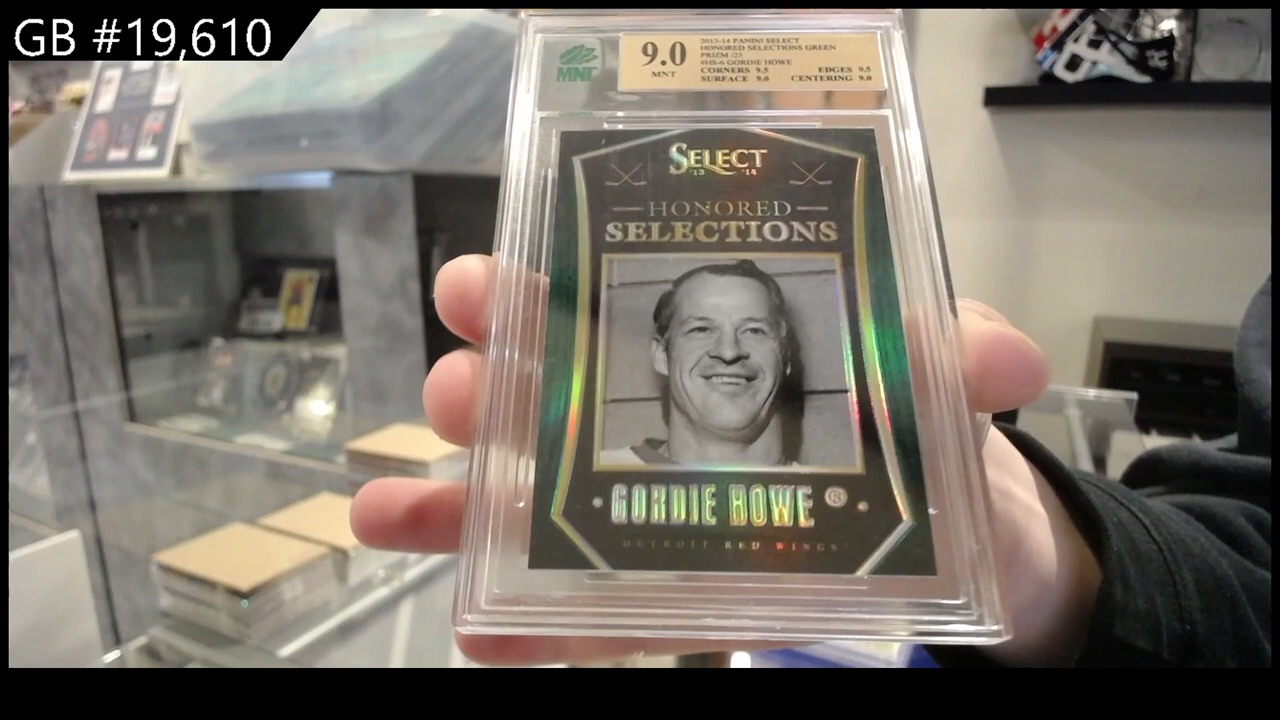 GB #19,610
MNT
9.0
MNT
2013-14 PANINI SELECT
HONORED SELECTIONS GREEN
PRIZM /25
#HS-6 GORDIE HOWE
CORNERS 9.5 EDGES 9.5
SURFACE 9.0 CENTERING 9.0
SELECT
'13 '14
HONORED
SELECTIONS
GORDIE HOWE ®
DETROIT RED WINGS